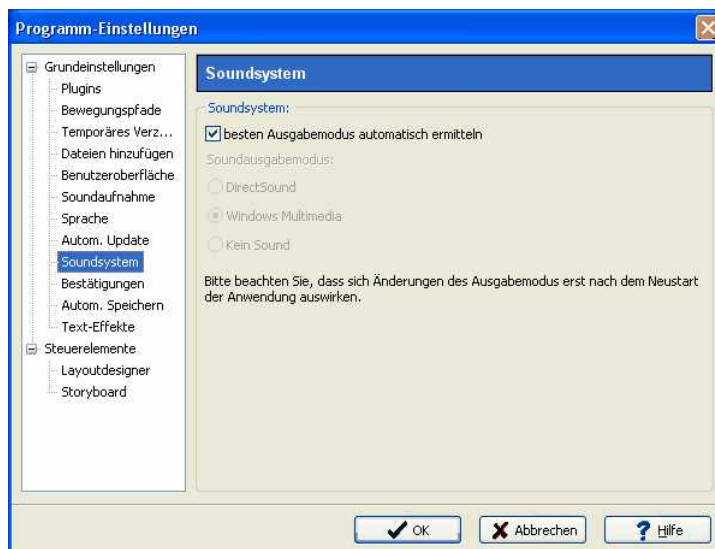 Programm-Einstellungen
Grundeinstellungen
Plugins
Bewegungspfade
Temporäres Verz...
Dateien hinzufügen
Benutzeroberfläche
Soundaufnahme
Sprache
Autom. Update
Soundsystem
Bestätigungen
Autom. Speichern
Text-Effekte
Steuerelemente
Layoutdesigner
Storyboard
Soundsystem
Soundsystem:
besten Ausgabemodus automatisch ermitteln
Soundausgabemodus:
DirectSound
Windows Multimedia
Kein Sound
Bitte beachten Sie, dass sich Änderungen des Ausgabemodus erst nach dem Neustart
der Anwendung auswirken.
OK
Abbrechen
Hilfe